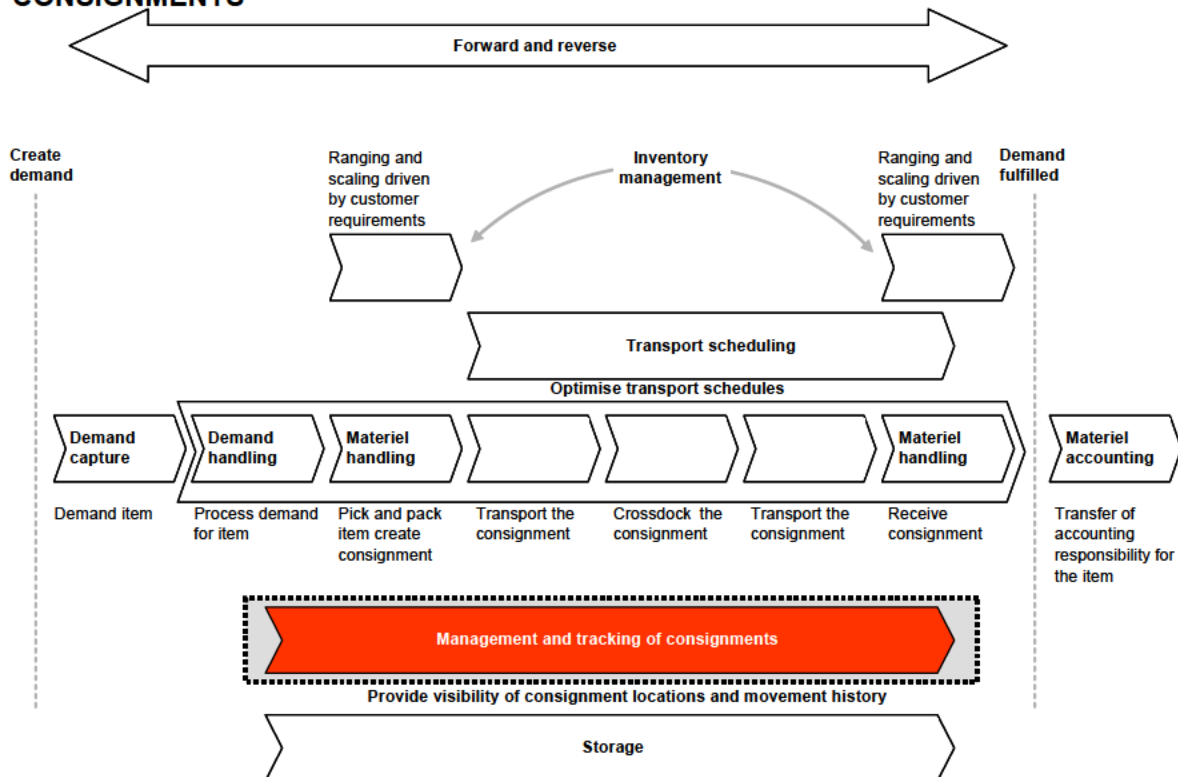 CONSIGNMENTS
Forward and reverse
Create
demand
Ranging and
scaling driven
by customer
requirements
Inventory
management
Ranging and
scaling driven
by customer
requirements
Demand
fulfilled
Transport scheduling
Optimise transport schedules
Demand
capture
Demand
handling
Materiel
handling
Materiel
handling
Materiel
accounting
Demand item
Process demand
for item
Pick and pack
item create
consignment
Transport the
consignment
Crossdock the
consignment
Transport the
consignment
Receive
consignment
Transfer of
accounting
responsibility for
the item
Management and tracking of consignments
Provide visibility of consignment locations and movement history
Storage